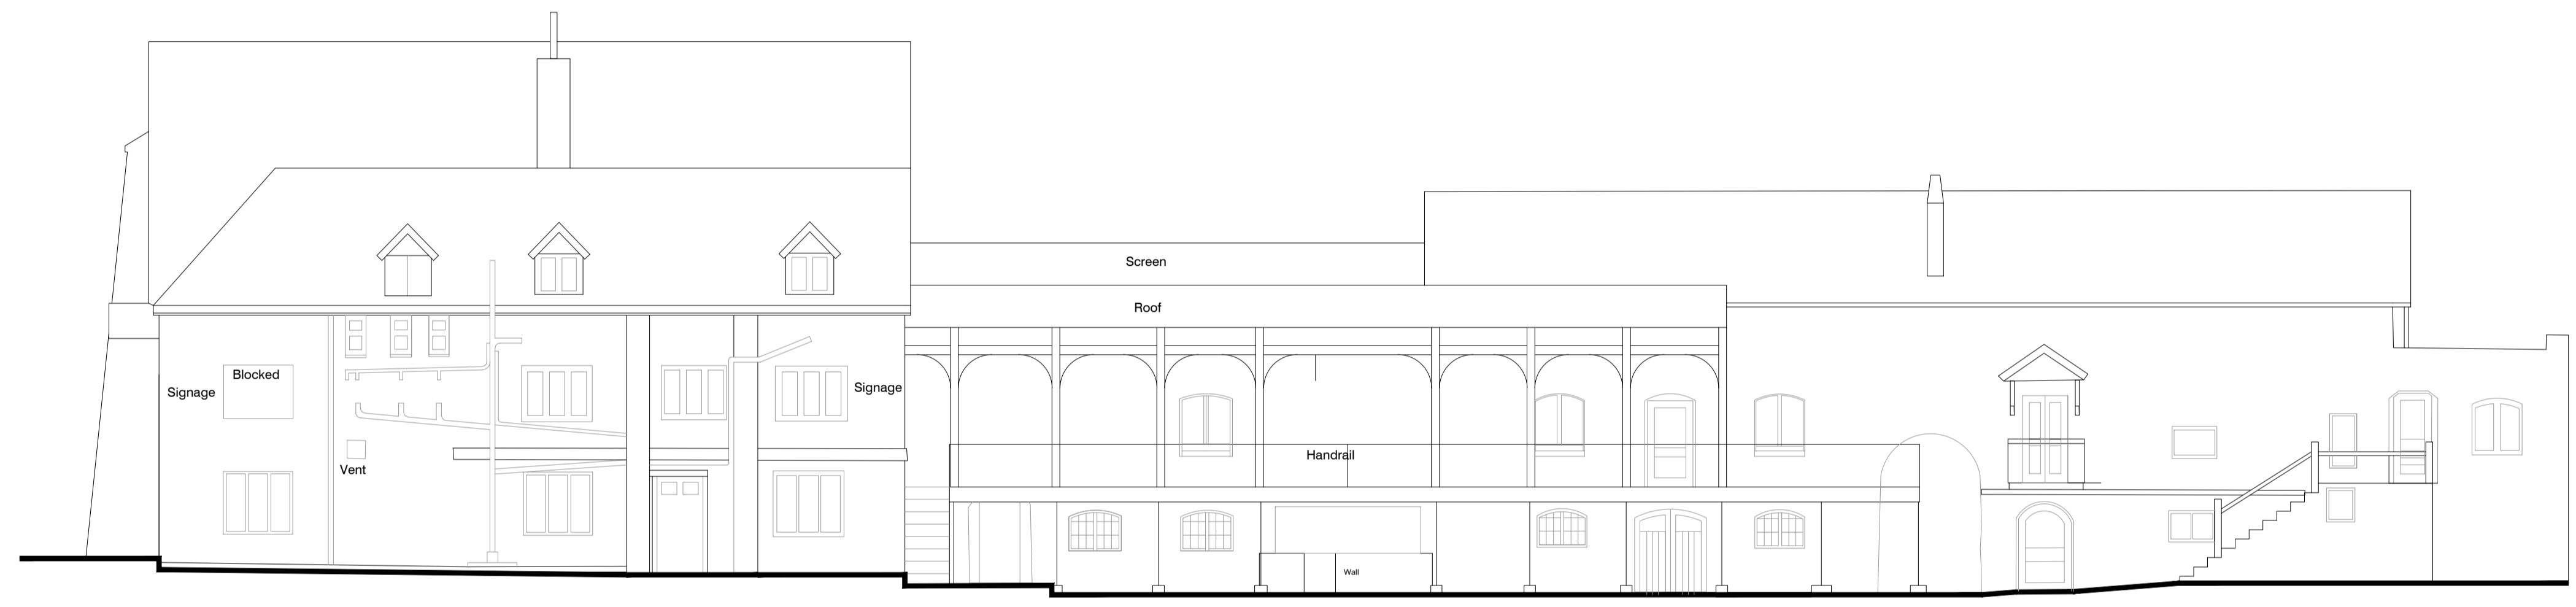 Screen
Roof
Blocked
Signage
Signage
Vent
Handrail
Wall